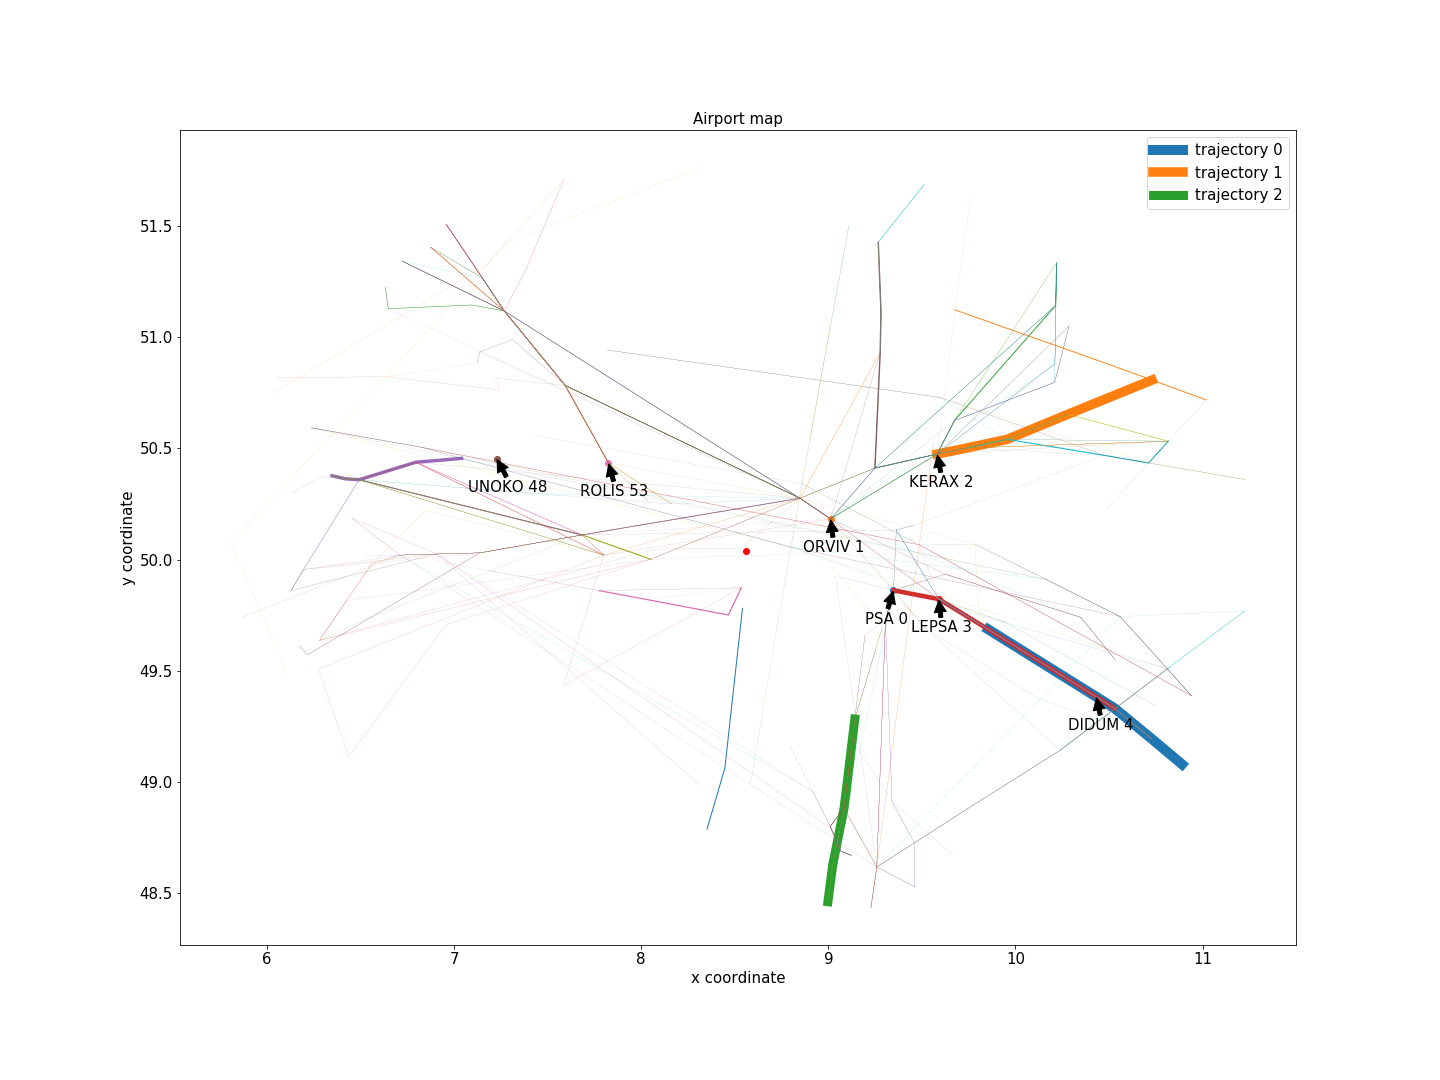 Airport map
trajectory 0
trajectory 1
trajectory 2
51.5
51.0
50.5
50.0
49.5
49.0
48.5
y coordinate
UNOKO 48
ROLIS 53
KERAX 2
ORVIV 1
PSA 0
LEPSA 3
DIDUM 4
6 7 8 9 10 11
x coordinate